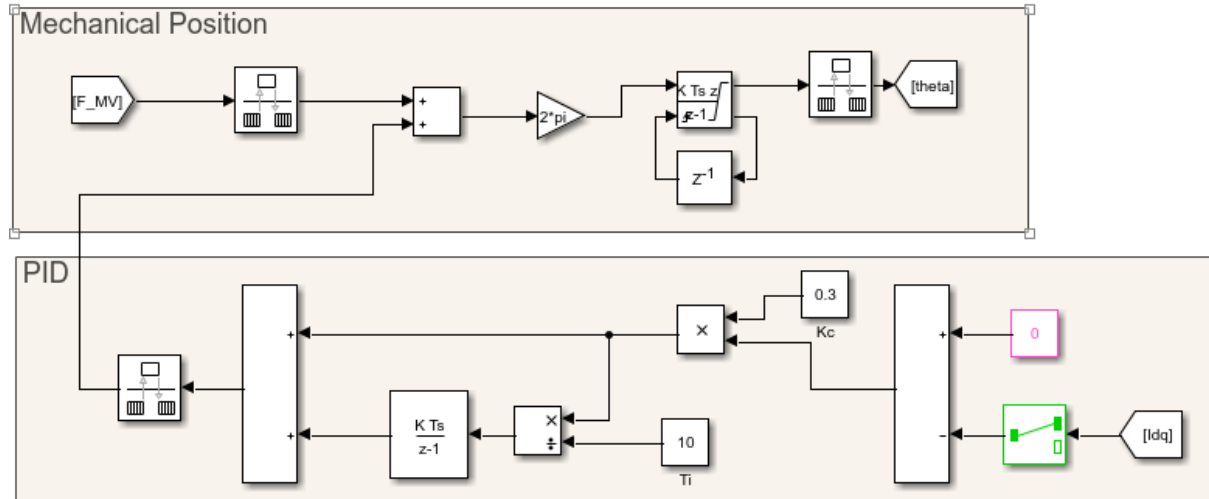 Mechanical Position
[F_MV]
+
+
2*pi
K Ts z
z-1
Z-1
[theta]
PID
+
+
K Ts
z-1
×
÷
10
Ti
×
0.3
Kc
+
-
0
[Idq]